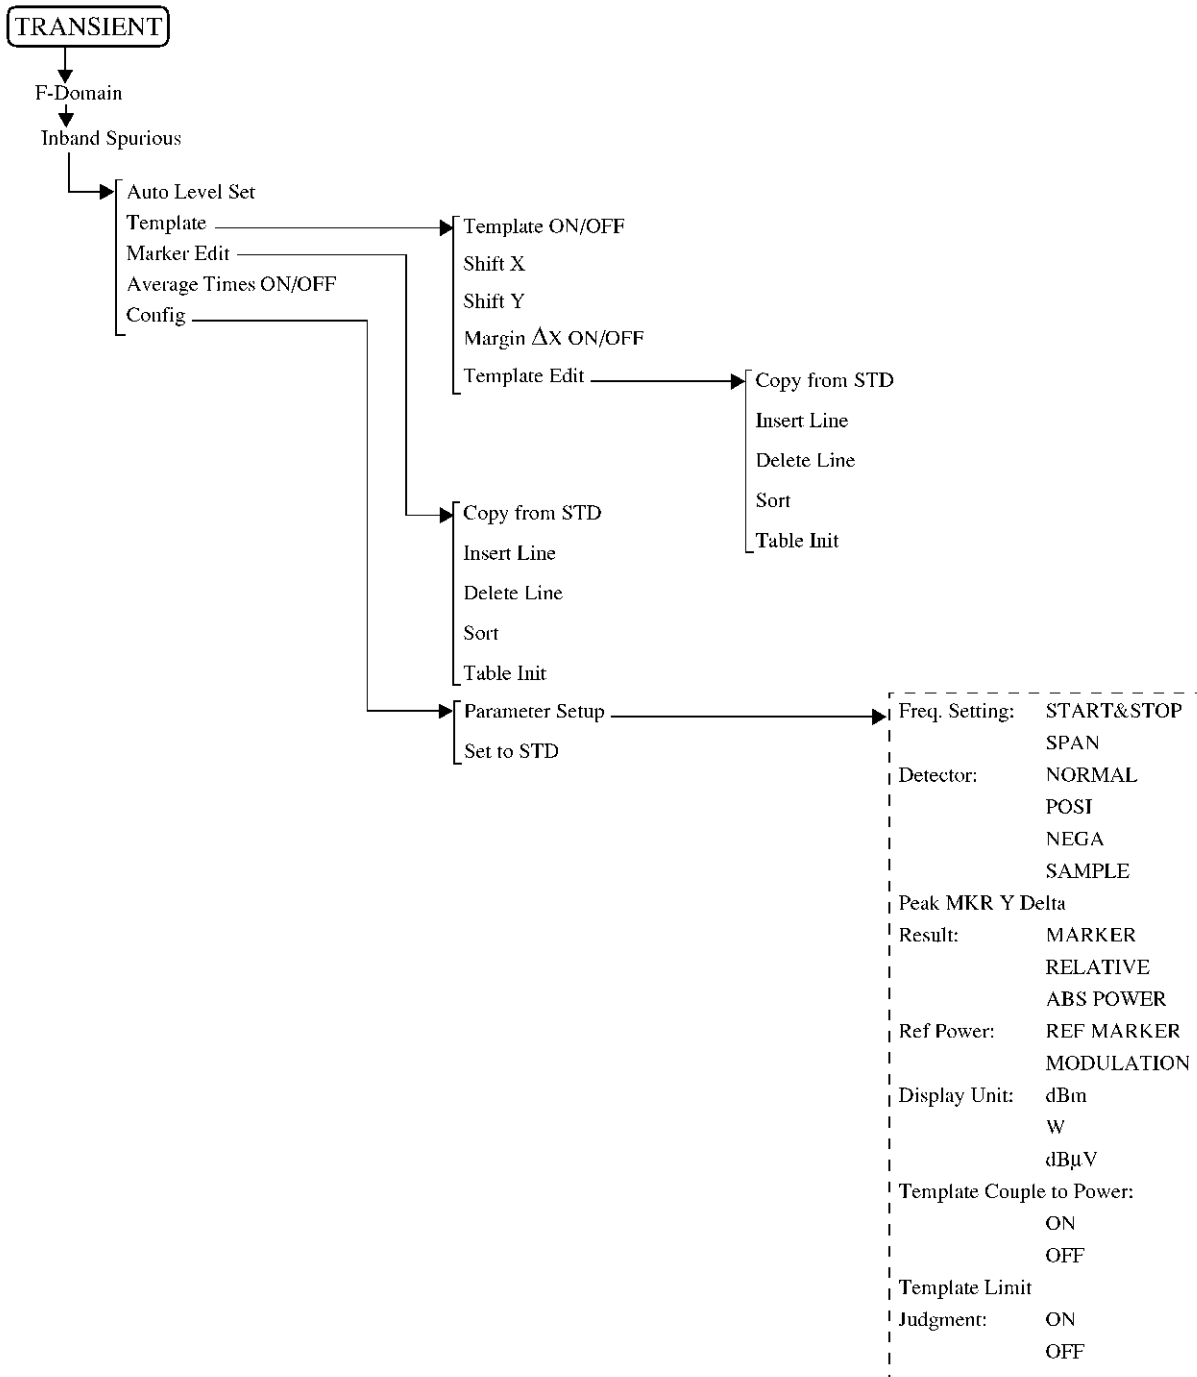 TRANSIENT
F-Domain
Inband Spurious
Auto Level Set
Template
Marker Edit
Average Times ON/OFF
Config
Template ON/OFF
Shift X
Shift Y
Margin ΔX ON/OFF
Template Edit
Copy from STD
Insert Line
Delete Line
Sort
Table Init
Copy from STD
Insert Line
Delete Line
Sort
Table Init
Parameter Setup
Set to STD
Freq. Setting: START&STOP
SPAN
Detector: NORMAL
POSI
NEGA
SAMPLE
Peak MKR Y Delta
Result: MARKER
RELATIVE
ABS POWER
Ref Power: REF MARKER
MODULATION
Display Unit: dBm
W
dBµV
Template Couple to Power:
ON
OFF
Template Limit
Judgment: ON
OFF